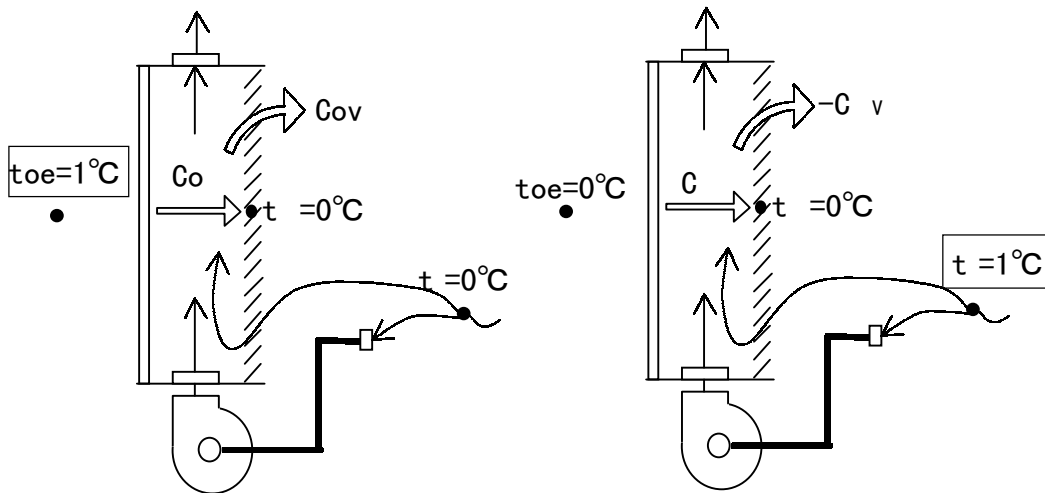 Cov
toe=1℃
Co
t =0℃
t =0℃
-C v
toe=0℃
C
t =0℃
t =1℃